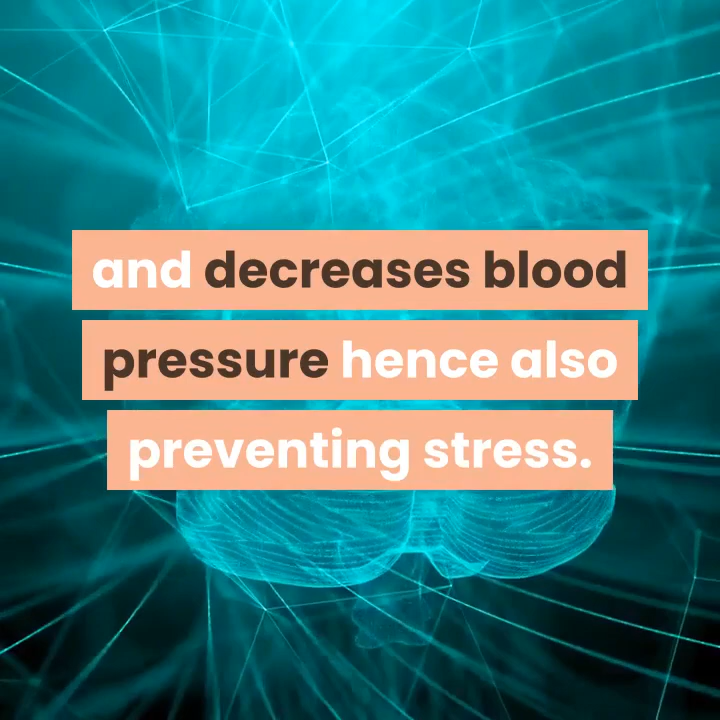 and decreases blood
pressure hence also
preventing stress.